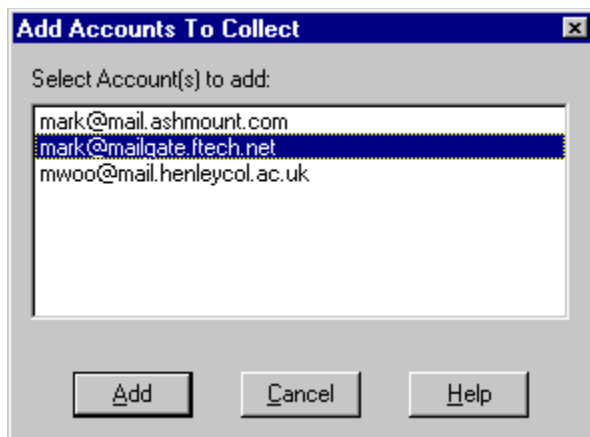 Add Accounts To Collect
Select Account(s) to add:
mark@mail.ashmount.com
mark@mailgate.ftech.net
mwoo@mail.henleycol.ac.uk
Add Cancel Help